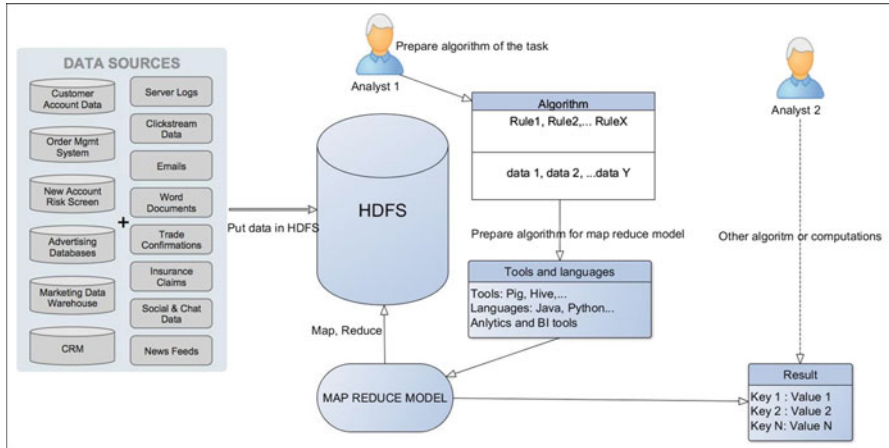 DATA SOURCES
Customer
Account Data
Order Mgmt
System
New Account
Risk Screen
Advertising
Databases
Marketing Data
Warehouse
CRM
+
Server Logs
Clickstream
Data
Emails
Word
Documents
Trade
Confirmations
Insurance
Claims
Social & Chat
Data
News Feeds
Put data in HDFS
HDFS
Map, Reduce
MAP REDUCE MODEL
Prepare algorithm of the task
Analyst 1
Algorithm
Rule1, Rule2,... RuleX
data 1, data 2, ...data Y
Prepare algorithm for map reduce model
Tools and languages
Tools: Pig, Hive,...
Languages: Java, Python...
Anlytics and BI tools
Analyst 2
Other algoritm or computations
Result
Key 1 : Value 1
Key 2 : Value 2
Key N: Value N